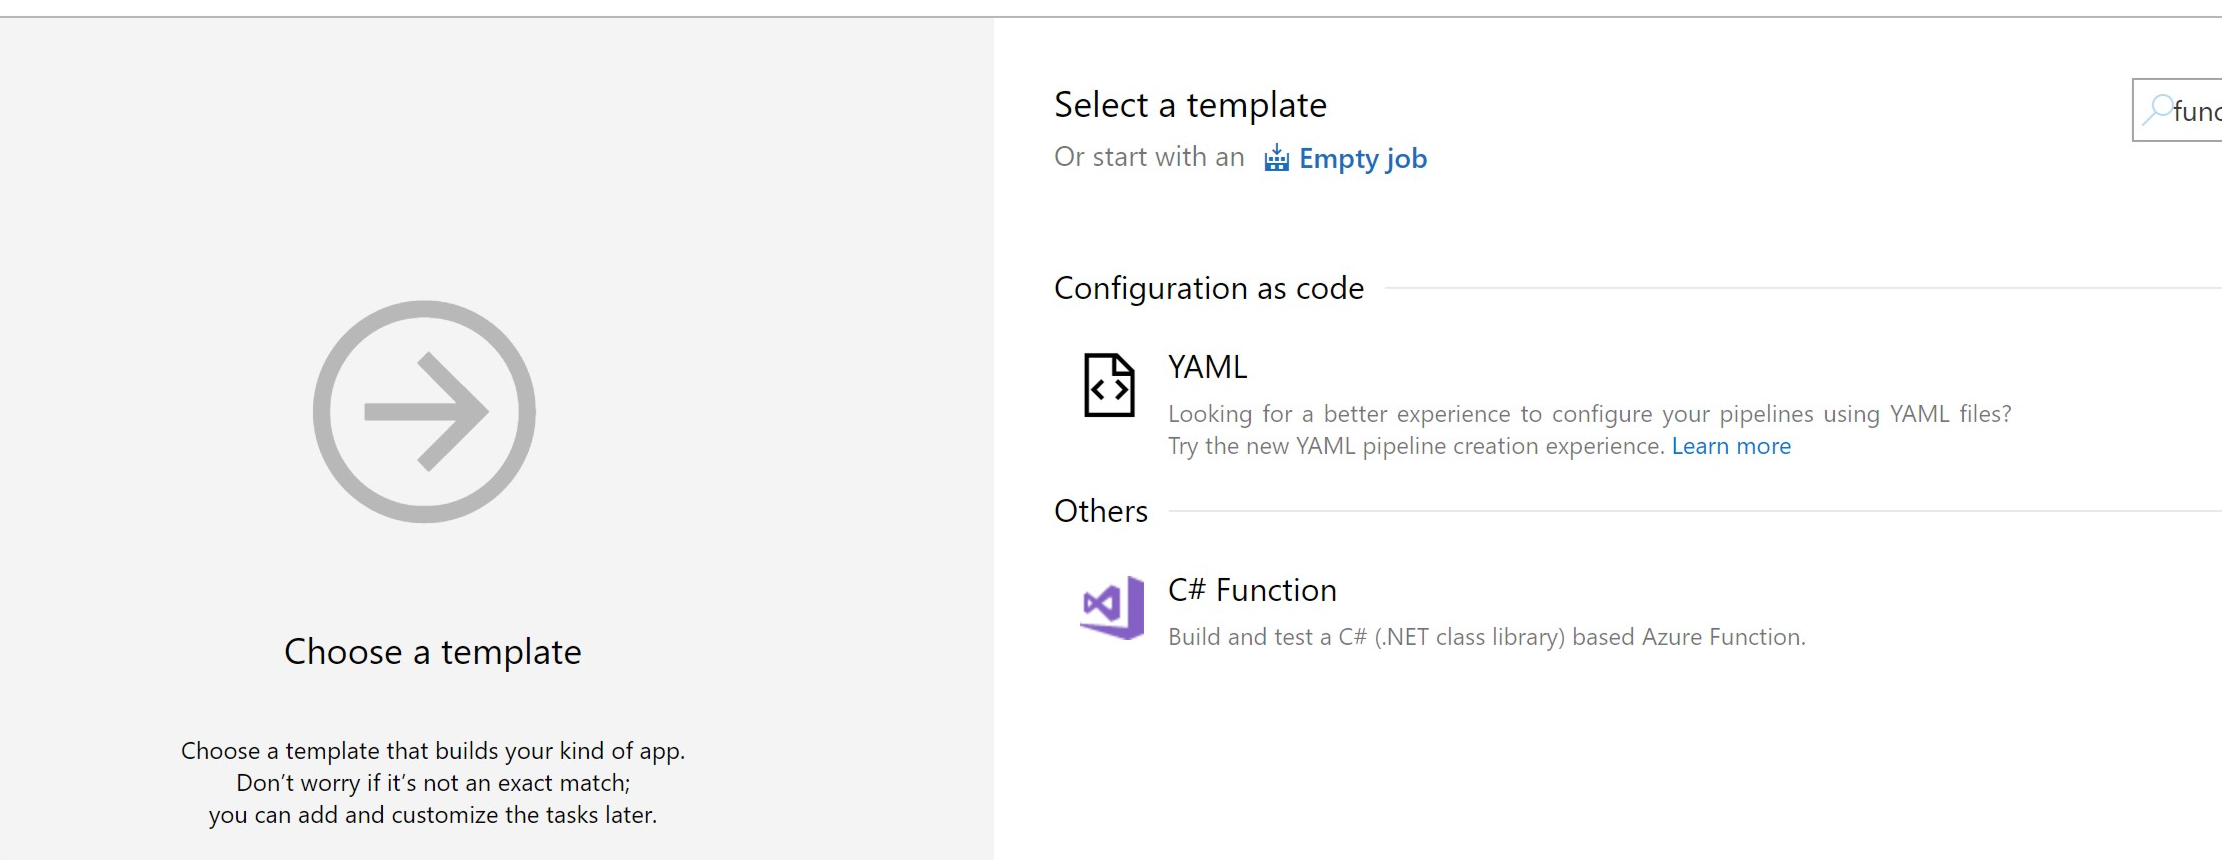 Select a template
Or start with an Empty job
func
Configuration as code
YAML
Looking for a better experience to configure your pipelines using YAML files?
Try the new YAML pipeline creation experience. Learn more
Others
C# Function
Build and test a C# (.NET class library) based Azure Function.
Choose a template
Choose a template that builds your kind of app.
Don’t worry if it’s not an exact match;
you can add and customize the tasks later.